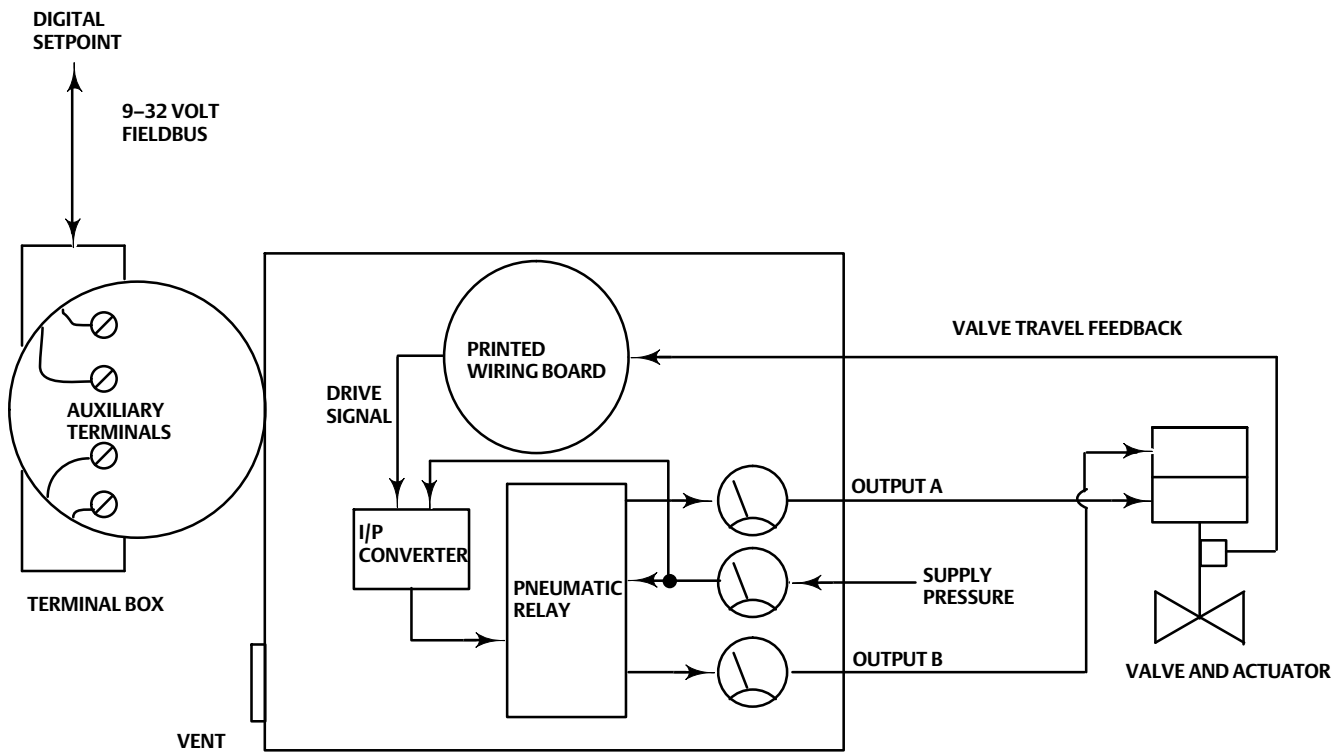 DIGITAL
SETPOINT
9–32 VOLT
FIELDBUS
AUXILIARY
TERMINALS
TERMINAL BOX
VENT
PRINTED
WIRING BOARD
DRIVE
SIGNAL
I/P
CONVERTER
PNEUMATIC
RELAY
VALVE TRAVEL FEEDBACK
OUTPUT A
SUPPLY
PRESSURE
OUTPUT B
VALVE AND ACTUATOR